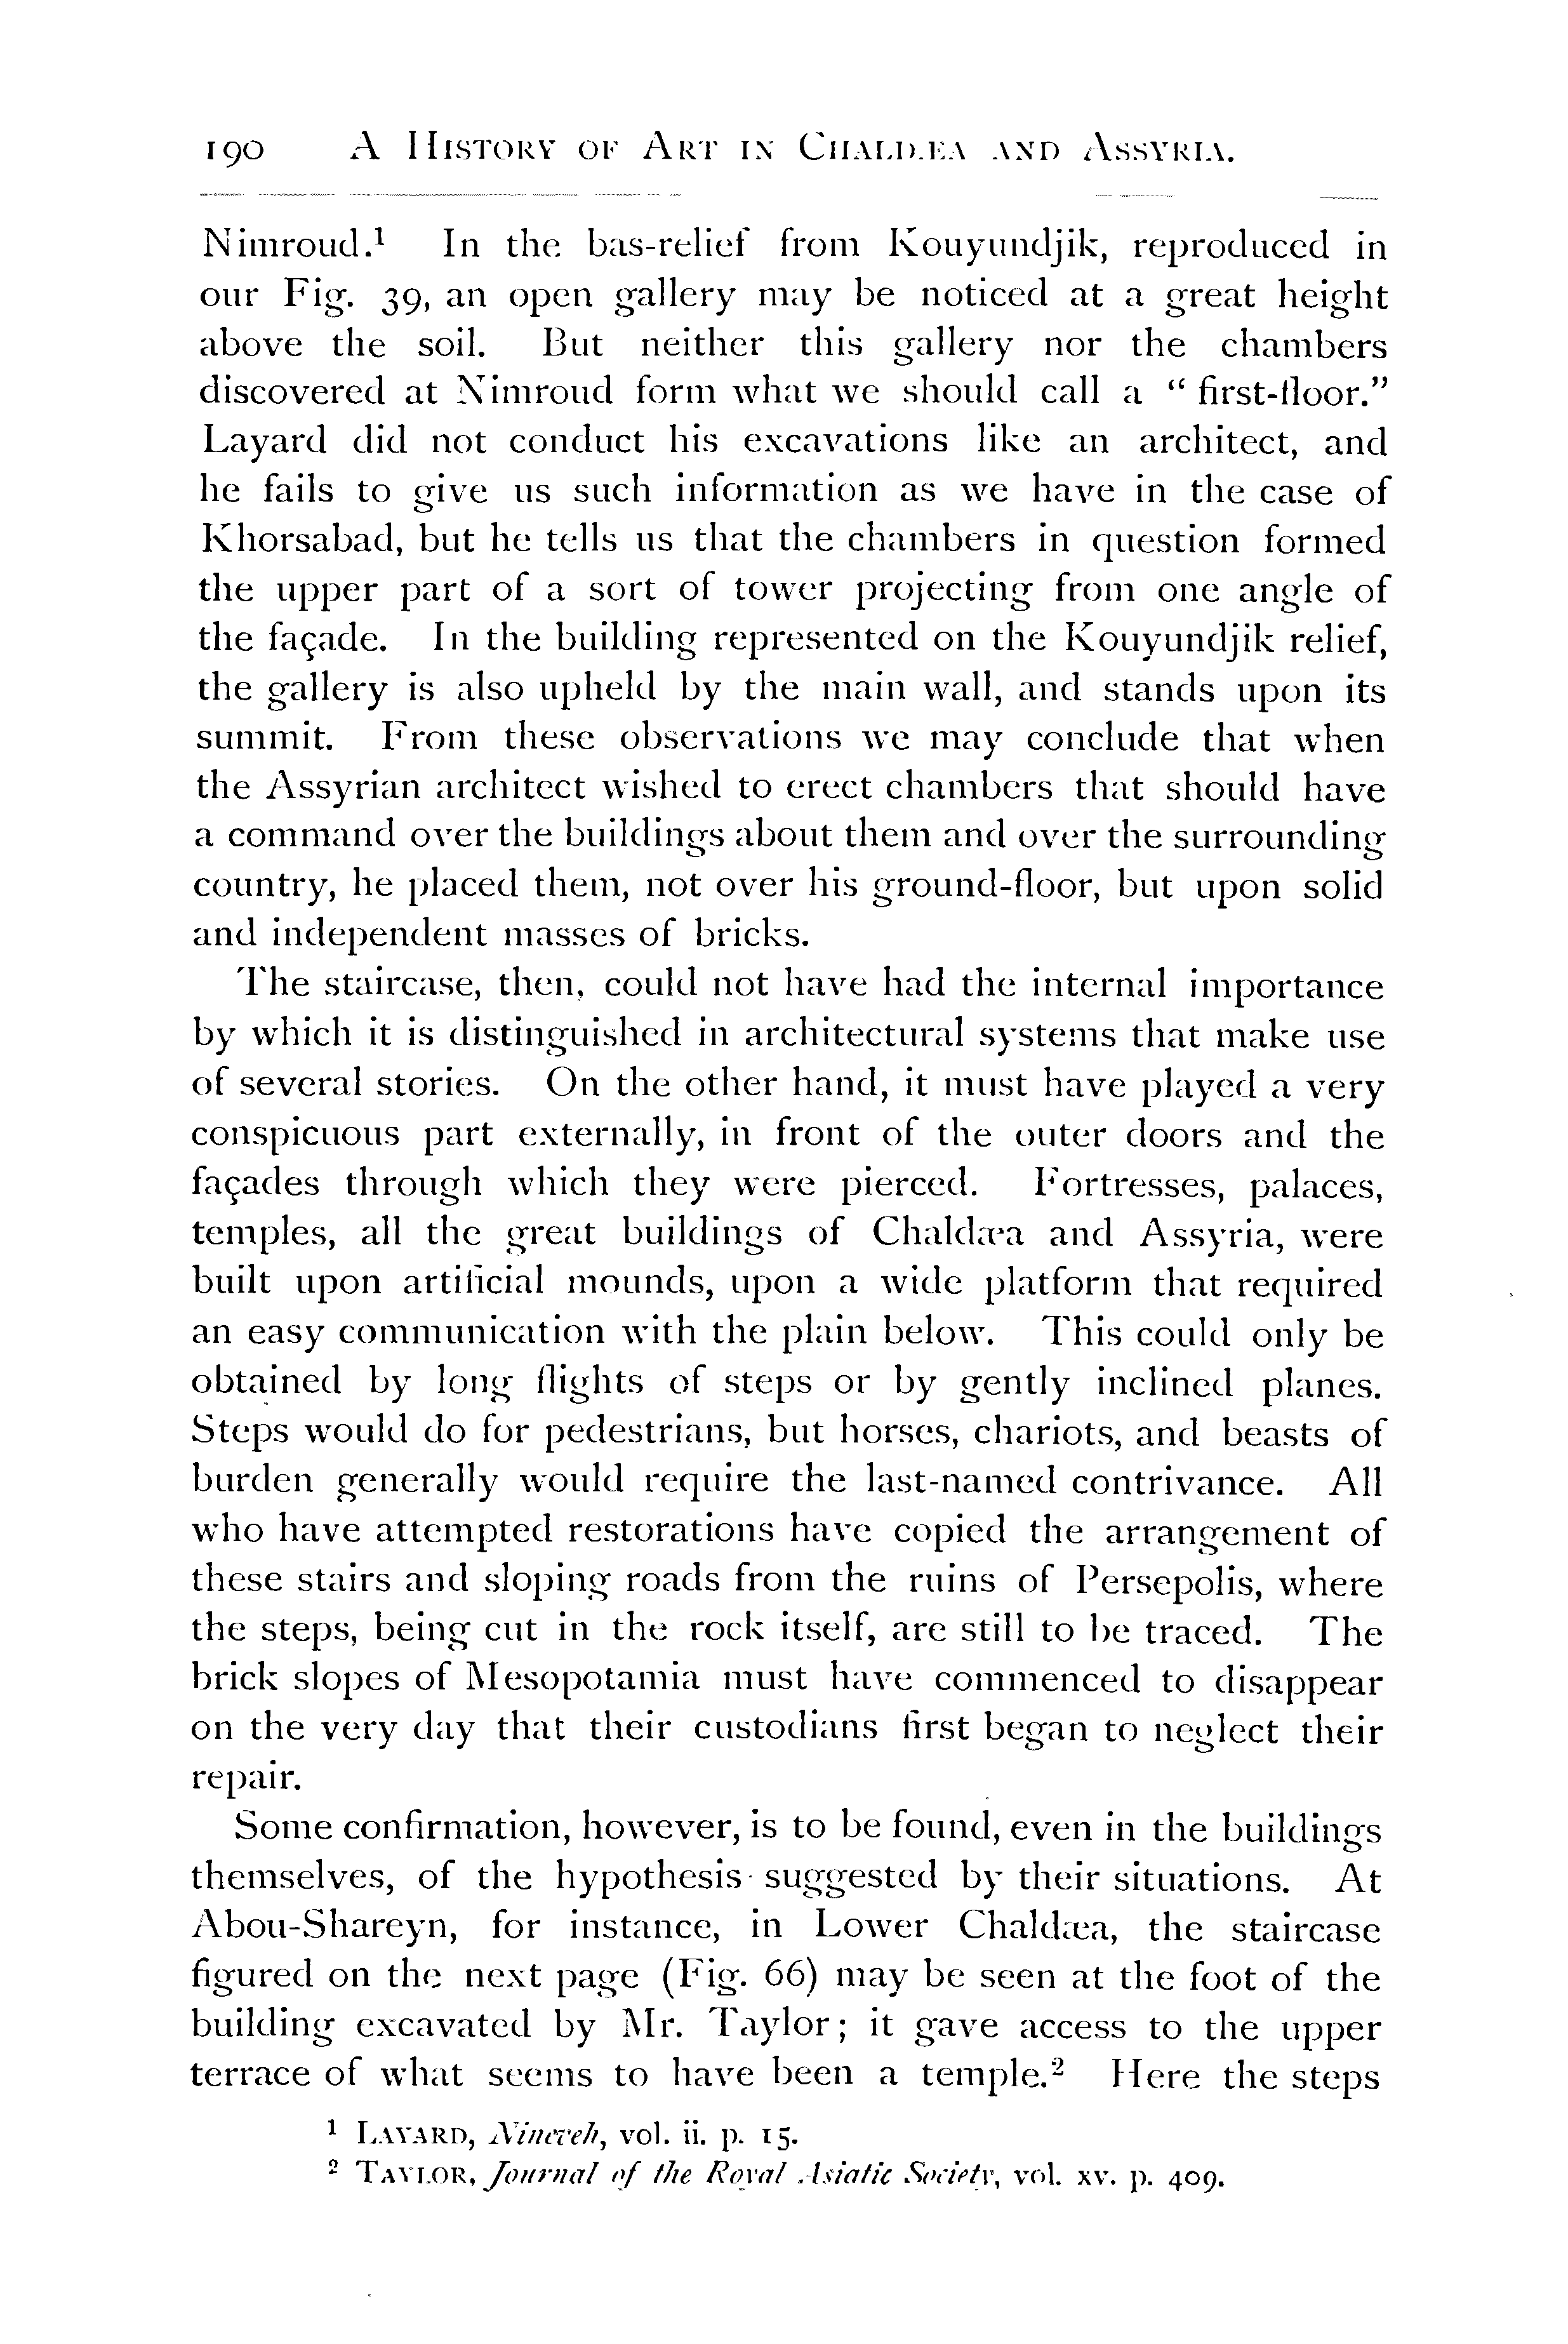 190 A History of Art in Chaldæa and Assyria.
Nimroud.¹ In the bas-relief from Kouyundjik, reproduced in
our Fig. 39, an open gallery may be noticed at a great height
above the soil. But neither this gallery nor the chambers
discovered at Nimroud form what we should call a “ first-floor.”
Layard did not conduct his excavations like an architect, and
he fails to give us such information as we have in the case of
Khorsabad, but he tells us that the chambers in question formed
the upper part of a sort of tower projecting from one angle of
the façade. In the building represented on the Kouyundjik relief,
the gallery is also upheld by the main wall, and stands upon its
summit. From these observations we may conclude that when
the Assyrian architect wished to erect chambers that should have
a command over the buildings about them and over the surrounding
country, he placed them, not over his ground-floor, but upon solid
and independent masses of bricks.
The staircase, then, could not have had the internal importance
by which it is distinguished in architectural systems that make use
of several stories. On the other hand, it must have played a very
conspicuous part externally, in front of the outer doors and the
façades through which they were pierced. Fortresses, palaces,
temples, all the great buildings of Chaldæa and Assyria, were
built upon artificial mounds, upon a wide platform that required
an easy communication with the plain below. This could only be
obtained by long flights of steps or by gently inclined planes.
Steps would do for pedestrians, but horses, chariots, and beasts of
burden generally would require the last-named contrivance. All
who have attempted restorations have copied the arrangement of
these stairs and sloping roads from the ruins of Persepolis, where
the steps, being cut in the rock itself, are still to be traced. The
brick slopes of Mesopotamia must have commenced to disappear
on the very day that their custodians first began to neglect their
repair.
Some confirmation, however, is to be found, even in the buildings
themselves, of the hypothesis suggested by their situations. At
Abou-Shareyn, for instance, in Lower Chaldæa, the staircase
figured on the next page (Fig. 66) may be seen at the foot of the
building excavated by Mr. Taylor; it gave access to the upper
terrace of what seems to have been a temple.² Here the steps
¹ Layard, Nineveh, vol. ii. p. 15.
² Taylor, Journal of the Royal Asiatic Society, vol. xv. p. 409.